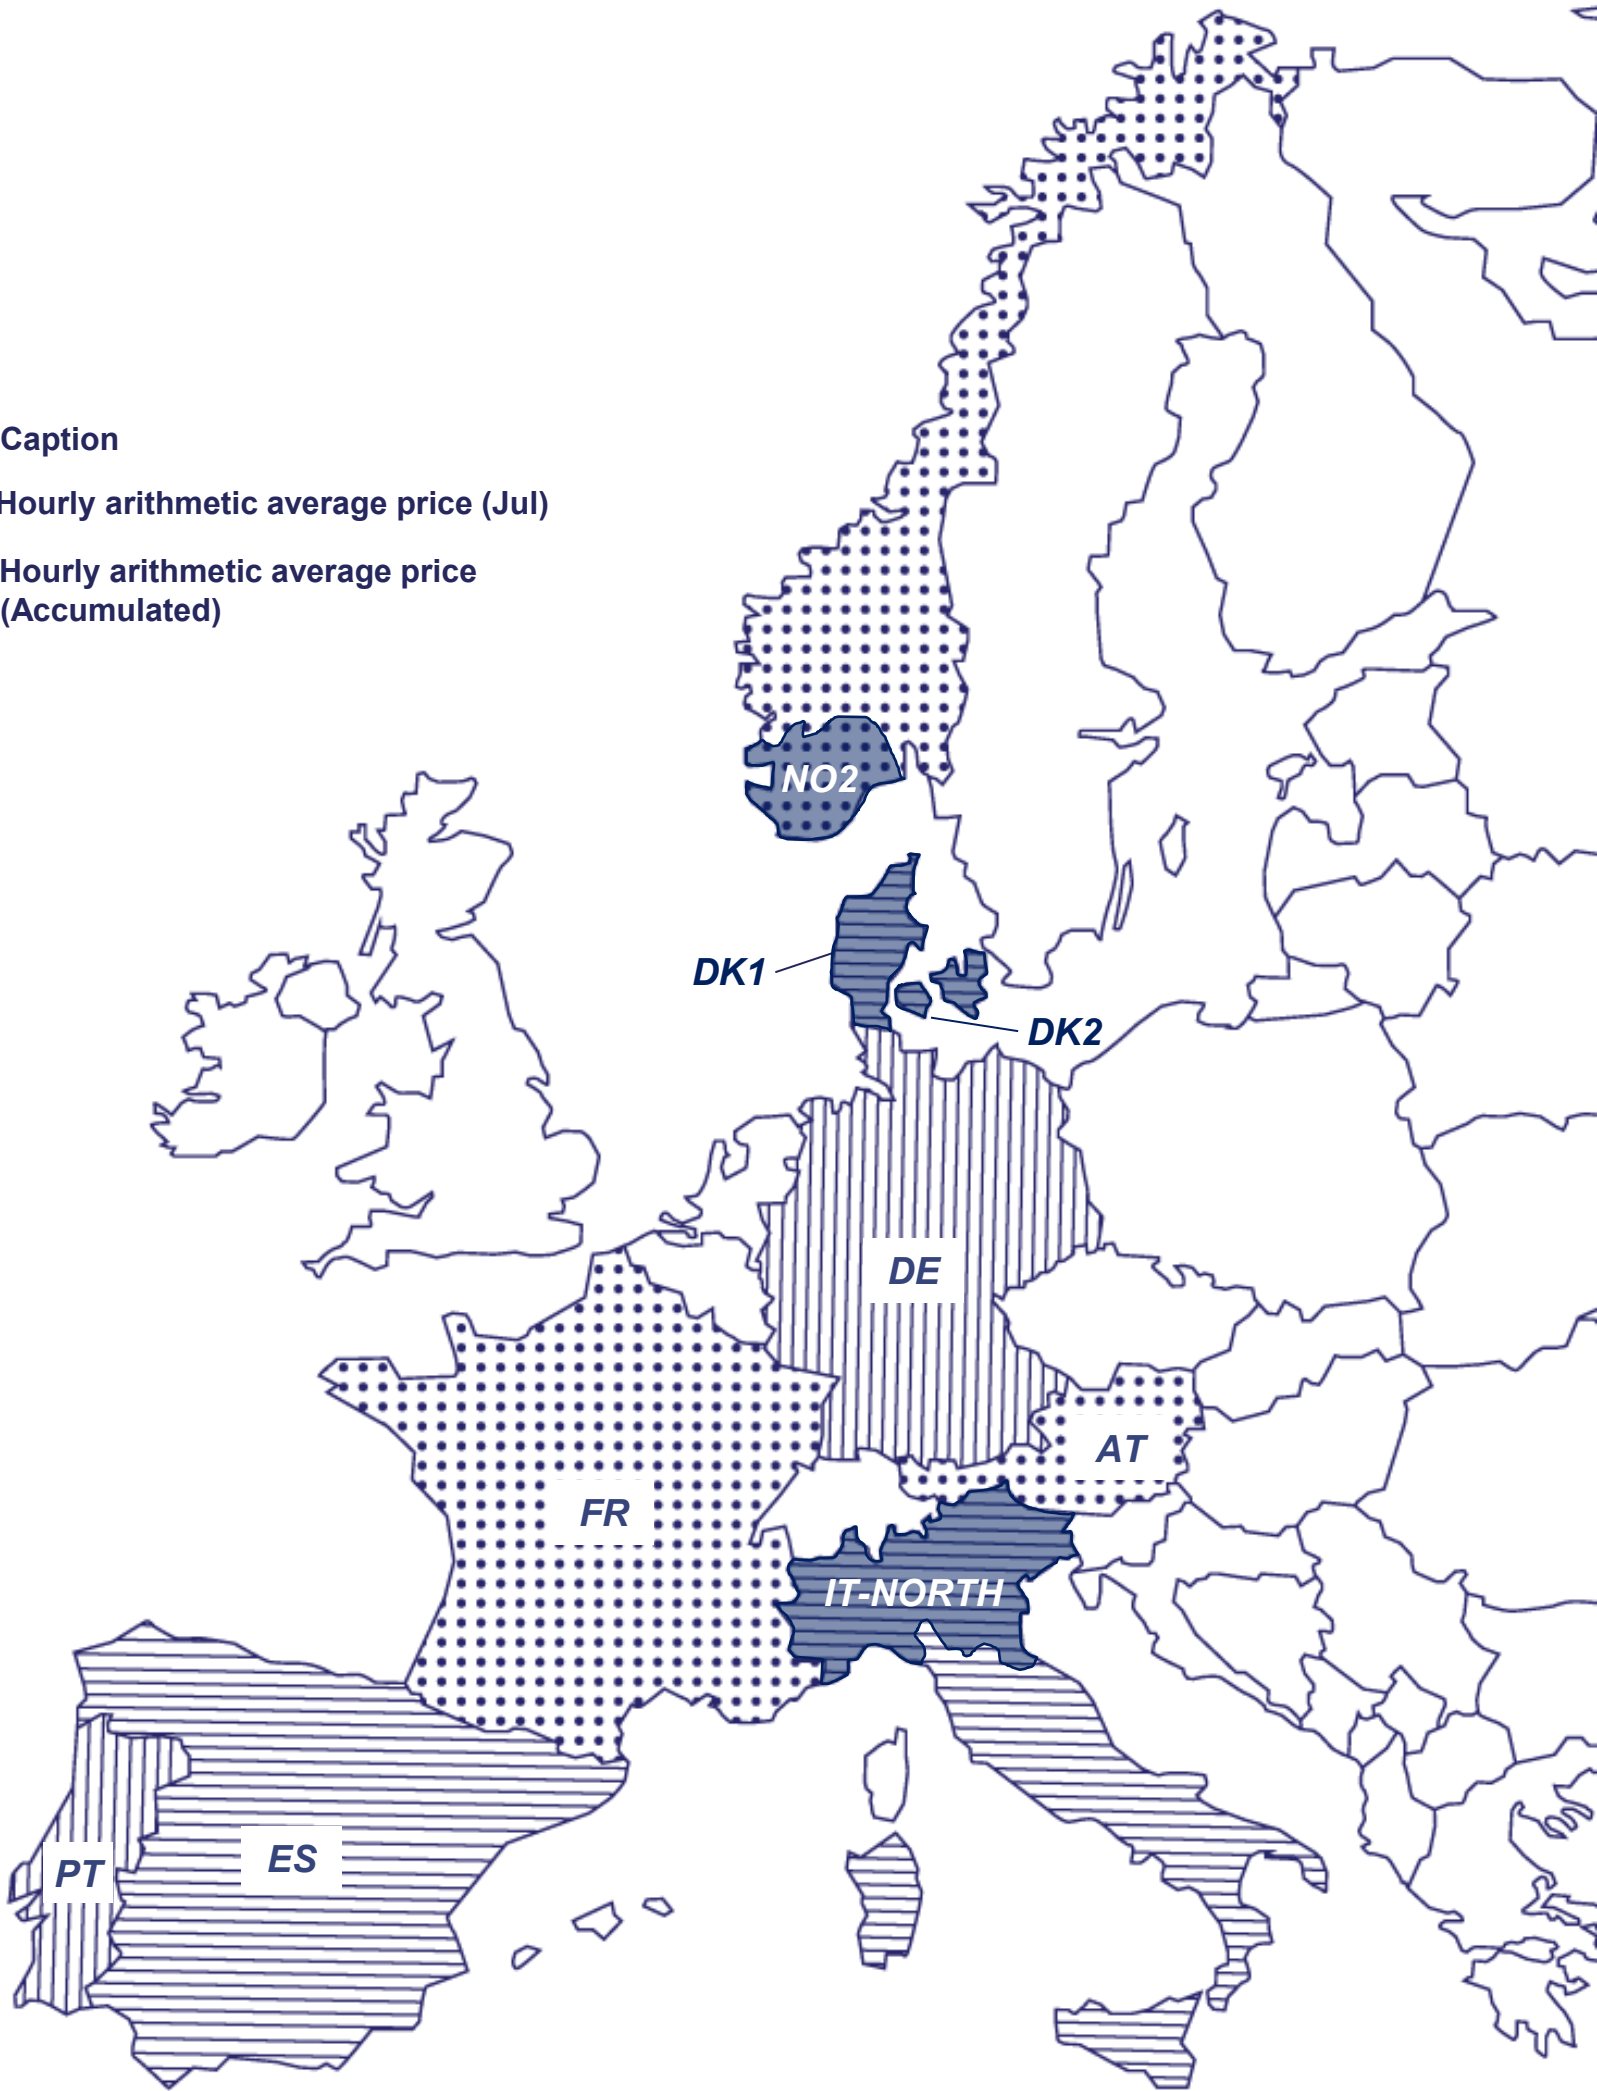 Caption
Hourly arithmetic average price (Jul)
Hourly arithmetic average price
(Accumulated)
NO2
DK1
DK2
DE
AT
FR
IT-NORTH
ES
PT